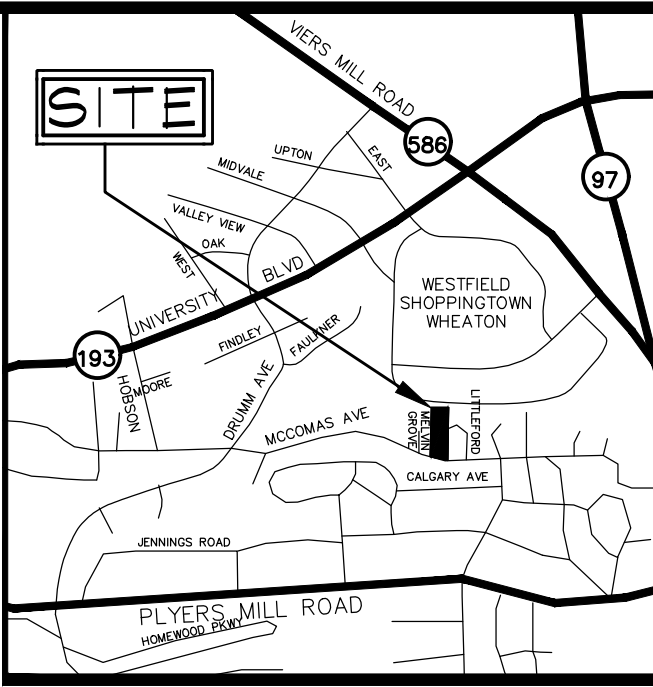 VIERS MILL ROAD
SITE
586
UPTON
EAST
MIDVALE
97
VALLEY VIEW
OAK
WEST
BLVD
WESTFIELD
SHOPPINGTOWN
WHEATON
UNIVERSITY
FINDLEY
FAULKNER
193
MOORE
HOBSON
DRUMM AVE
MCCOMAS AVE
MELVIN
GROVE
LITTLEFORD
CALGARY AVE
JENNINGS ROAD
PLYERS MILL ROAD
HOMEWOOD PKWY